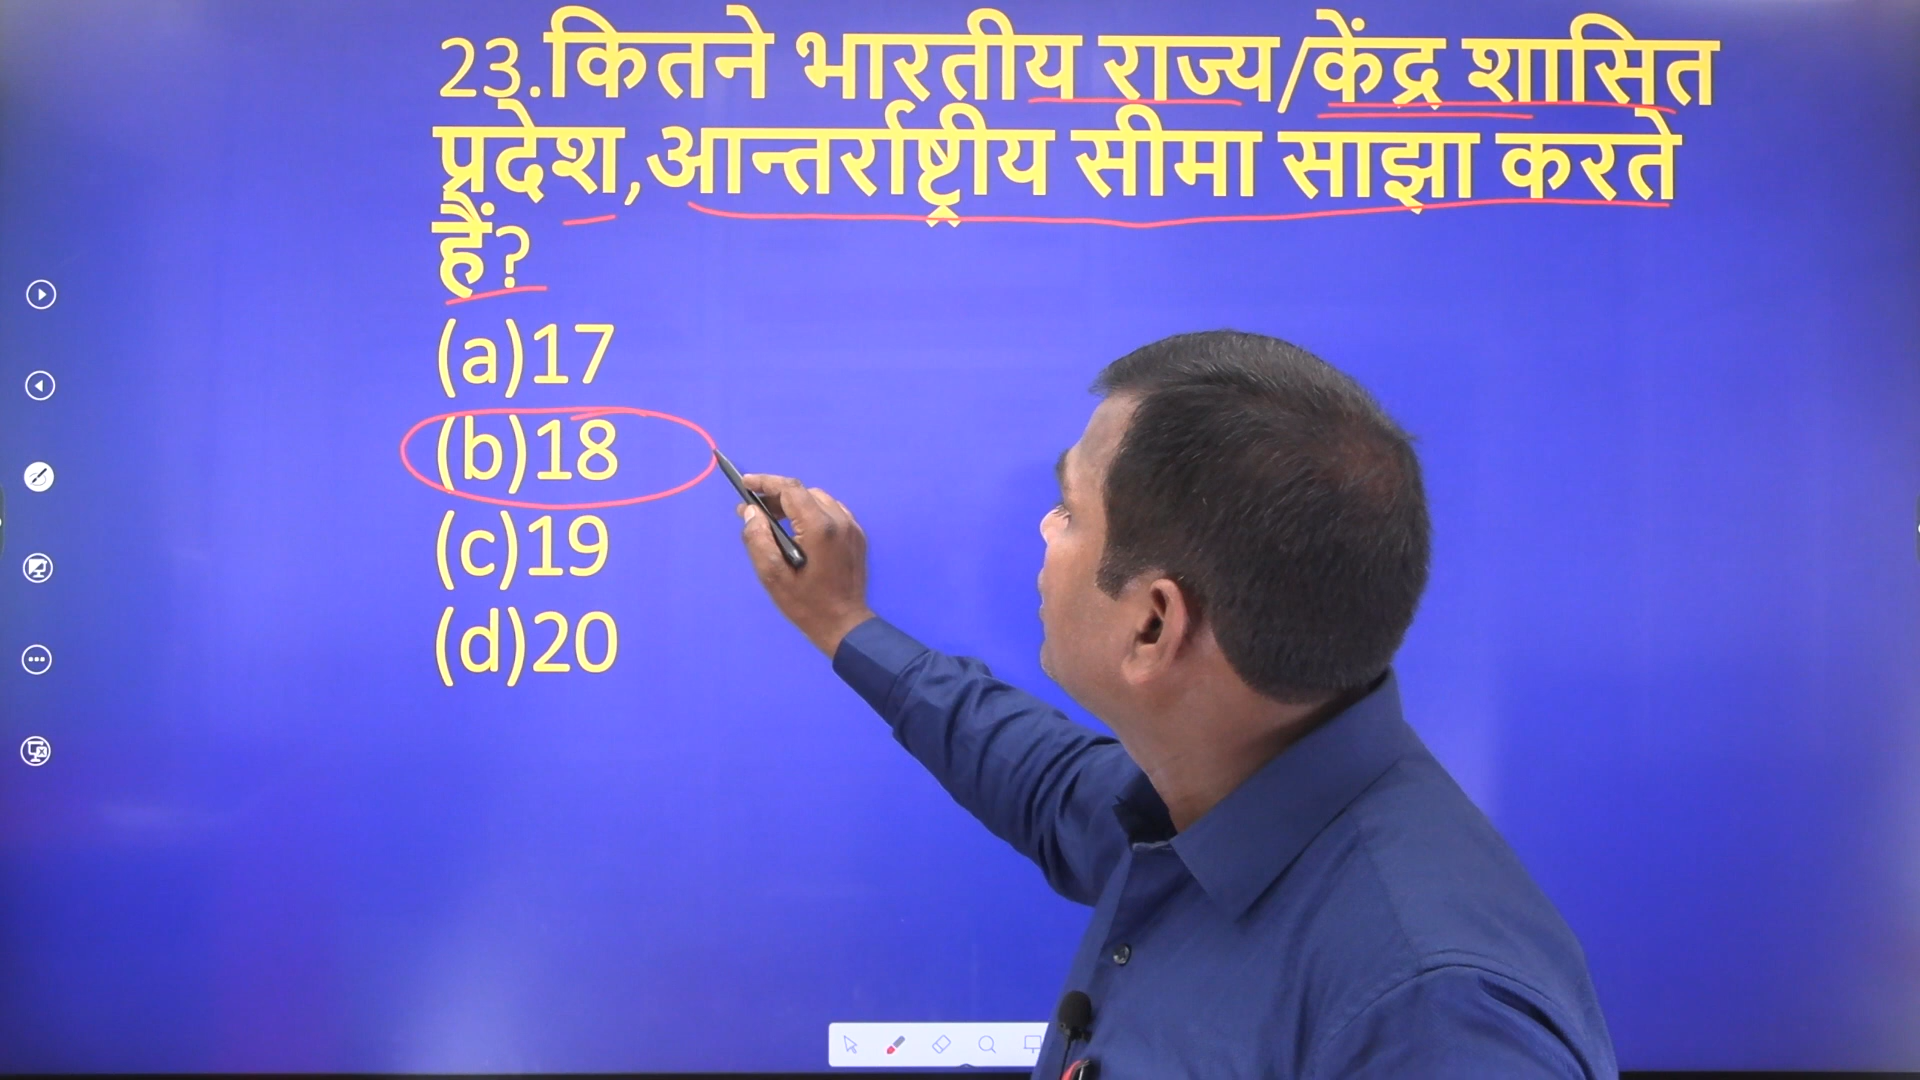 23.कितने भारतीय राज्य/केंद्र शासित
प्रदेश,आन्तर्राष्ट्रीय सीमा साझा करते
हैं?
(a)17
(b)18
(c)19
(d)20